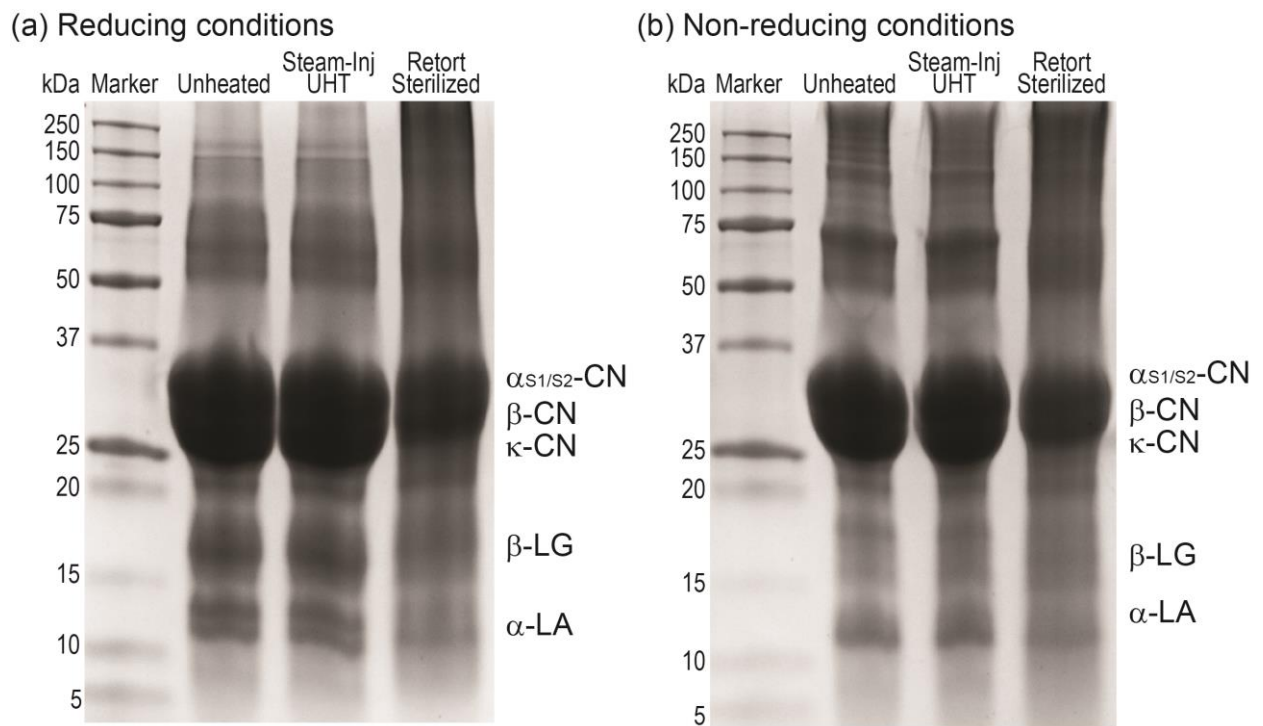 (a) Reducing conditions
kDa Marker Unheated Steam-Inj UHT Retort Sterilized
250
150
100
75
50
37
25
20
15
10
5
αS1/S2-CN
β-CN
κ-CN
β-LG
α-LA
(b) Non-reducing conditions
kDa Marker Unheated Steam-Inj UHT Retort Sterilized
250
150
100
75
50
37
25
20
15
10
5
αS1/S2-CN
β-CN
κ-CN
β-LG
α-LA